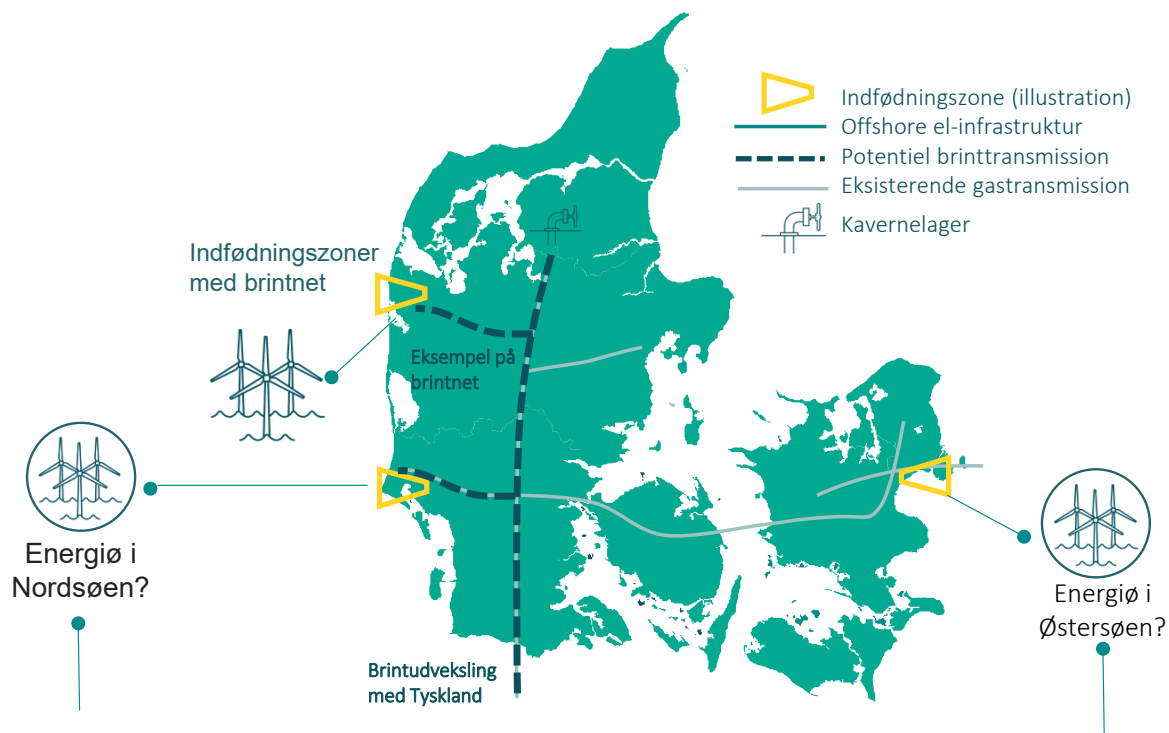 Indfødningszone (illustration)
Offshore el-infrastruktur
Potentiel brinttransmission
Eksisterende gastransmission
Kavernelager
Indfødningszoner
med brintnet
Eksempel på
brintnet
Energiø i
Nordsøen?
Energiø i
Østersøen?
Brintudveksling
med Tyskland